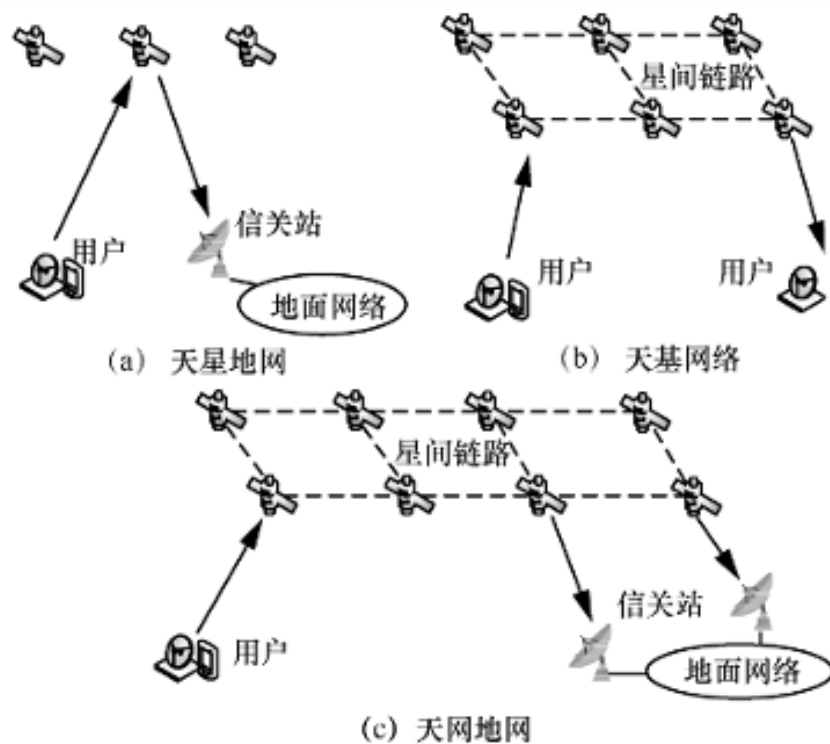 用户
信关站
地面网络
(a) 天星地网
星间链路
用户
用户
(b) 天基网络
星间链路
用户
信关站
地面网络
(c) 天网地网